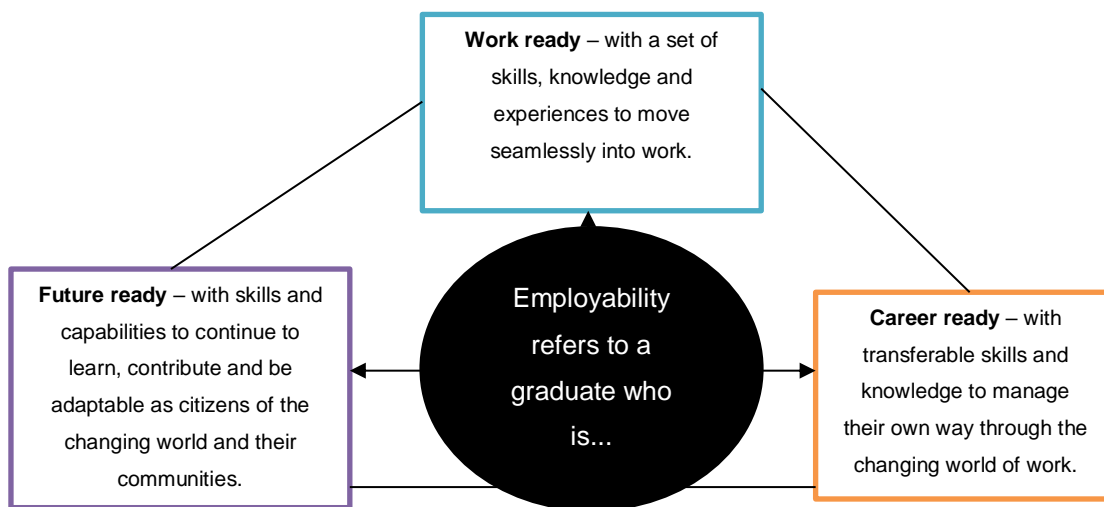 Work ready – with a set of
skills, knowledge and
experiences to move
seamlessly into work.
Future ready – with skills and
capabilities to continue to
learn, contribute and be
adaptable as citizens of the
changing world and their
communities.
Employability
refers to a
graduate who
is...
Career ready – with
transferable skills and
knowledge to manage
their own way through the
changing world of work.